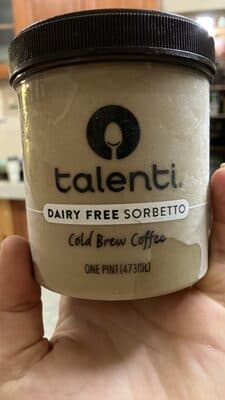 talenti®
DAIRY FREE SORBETTO
Cold Brew Coffee
ONE PINT (473mL)